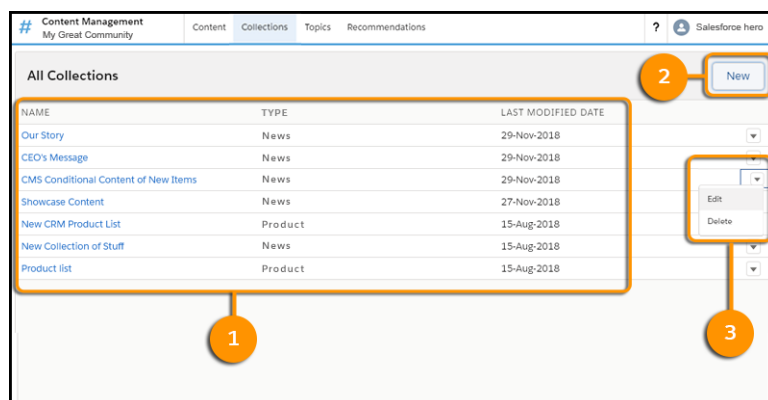 # Content Management
My Great Community
Content Collections Topics Recommendations
? Salesforce hero
All Collections
2
New
NAME TYPE LAST MODIFIED DATE
Our Story News 29-Nov-2018
CEO's Message News 29-Nov-2018
CMS Conditional Content of New Items News 29-Nov-2018
Showcase Content News 27-Nov-2018
Edit
New CRM Product List Product 15-Aug-2018
Delete
New Collection of Stuff News 15-Aug-2018
Product list Product 15-Aug-2018
1
3